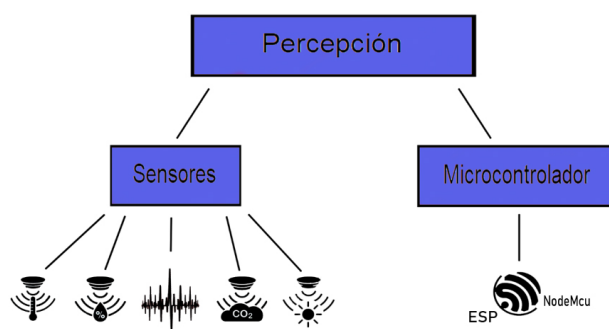 Percepción
Sensores
Microcontrolador
%
CO₂
ESP
NodeMcu